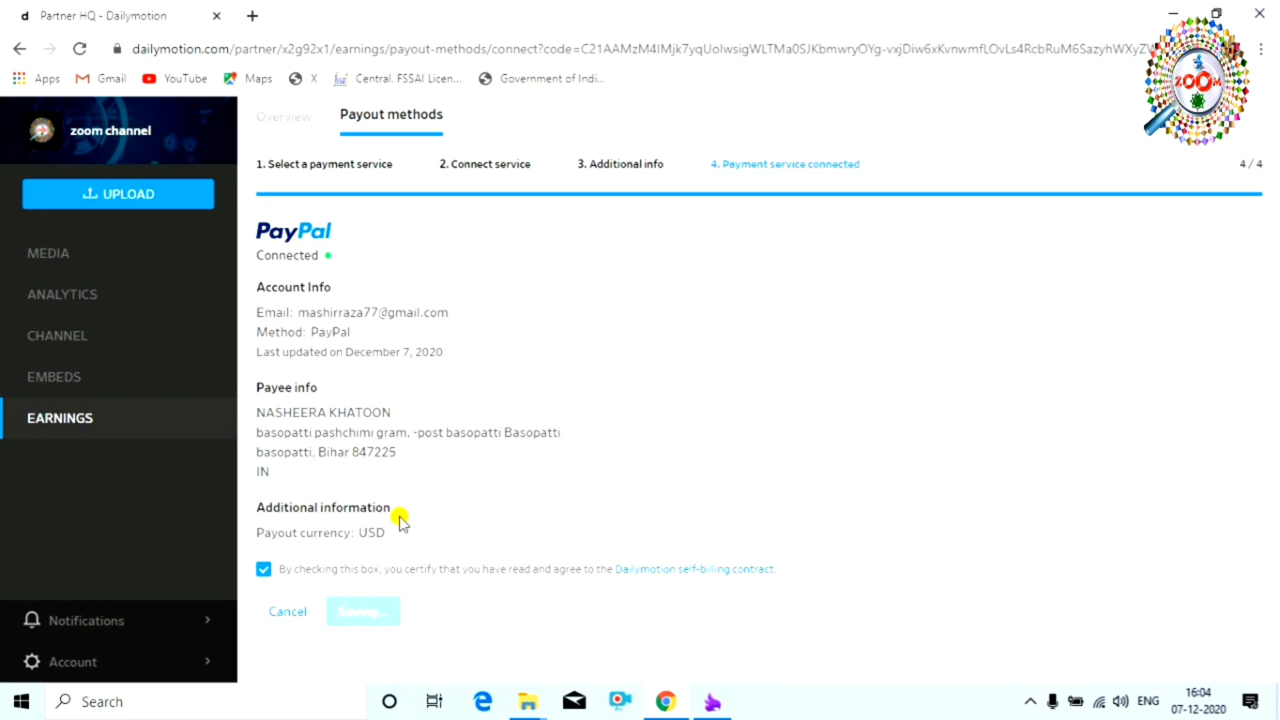 d Partner HQ - Dailymotion
dailymotion.com/partner/x2g92x1/earnings/payout-methods/connect?code=
Apps Gmail YouTube Maps X Central. FSSAI Licen... Government of Indi...
ZOOM
zoom channel
UPLOAD
MEDIA
ANALYTICS
CHANNEL
EMBEDS
EARNINGS
Notifications
Account
Overview Payout methods
1. Select a payment service 2. Connect service 3. Additional info 4. Payment service connected 4 / 4
PayPal
Connected
Account Info
Email: mashirraza77@gmail.com
Method: PayPal
Last updated on December 7, 2020
Payee info
NASHEERA KHATOON
basopatti pashchimi gram, -post basopatti Basopatti
basopatti, Bihar 847225
IN
Additional information
Payout currency: USD
By checking this box, you certify that you have read and agree to the Dailymotion self-billing contract.
Cancel Saving...
Search
ENG
16:04
07-12-2020